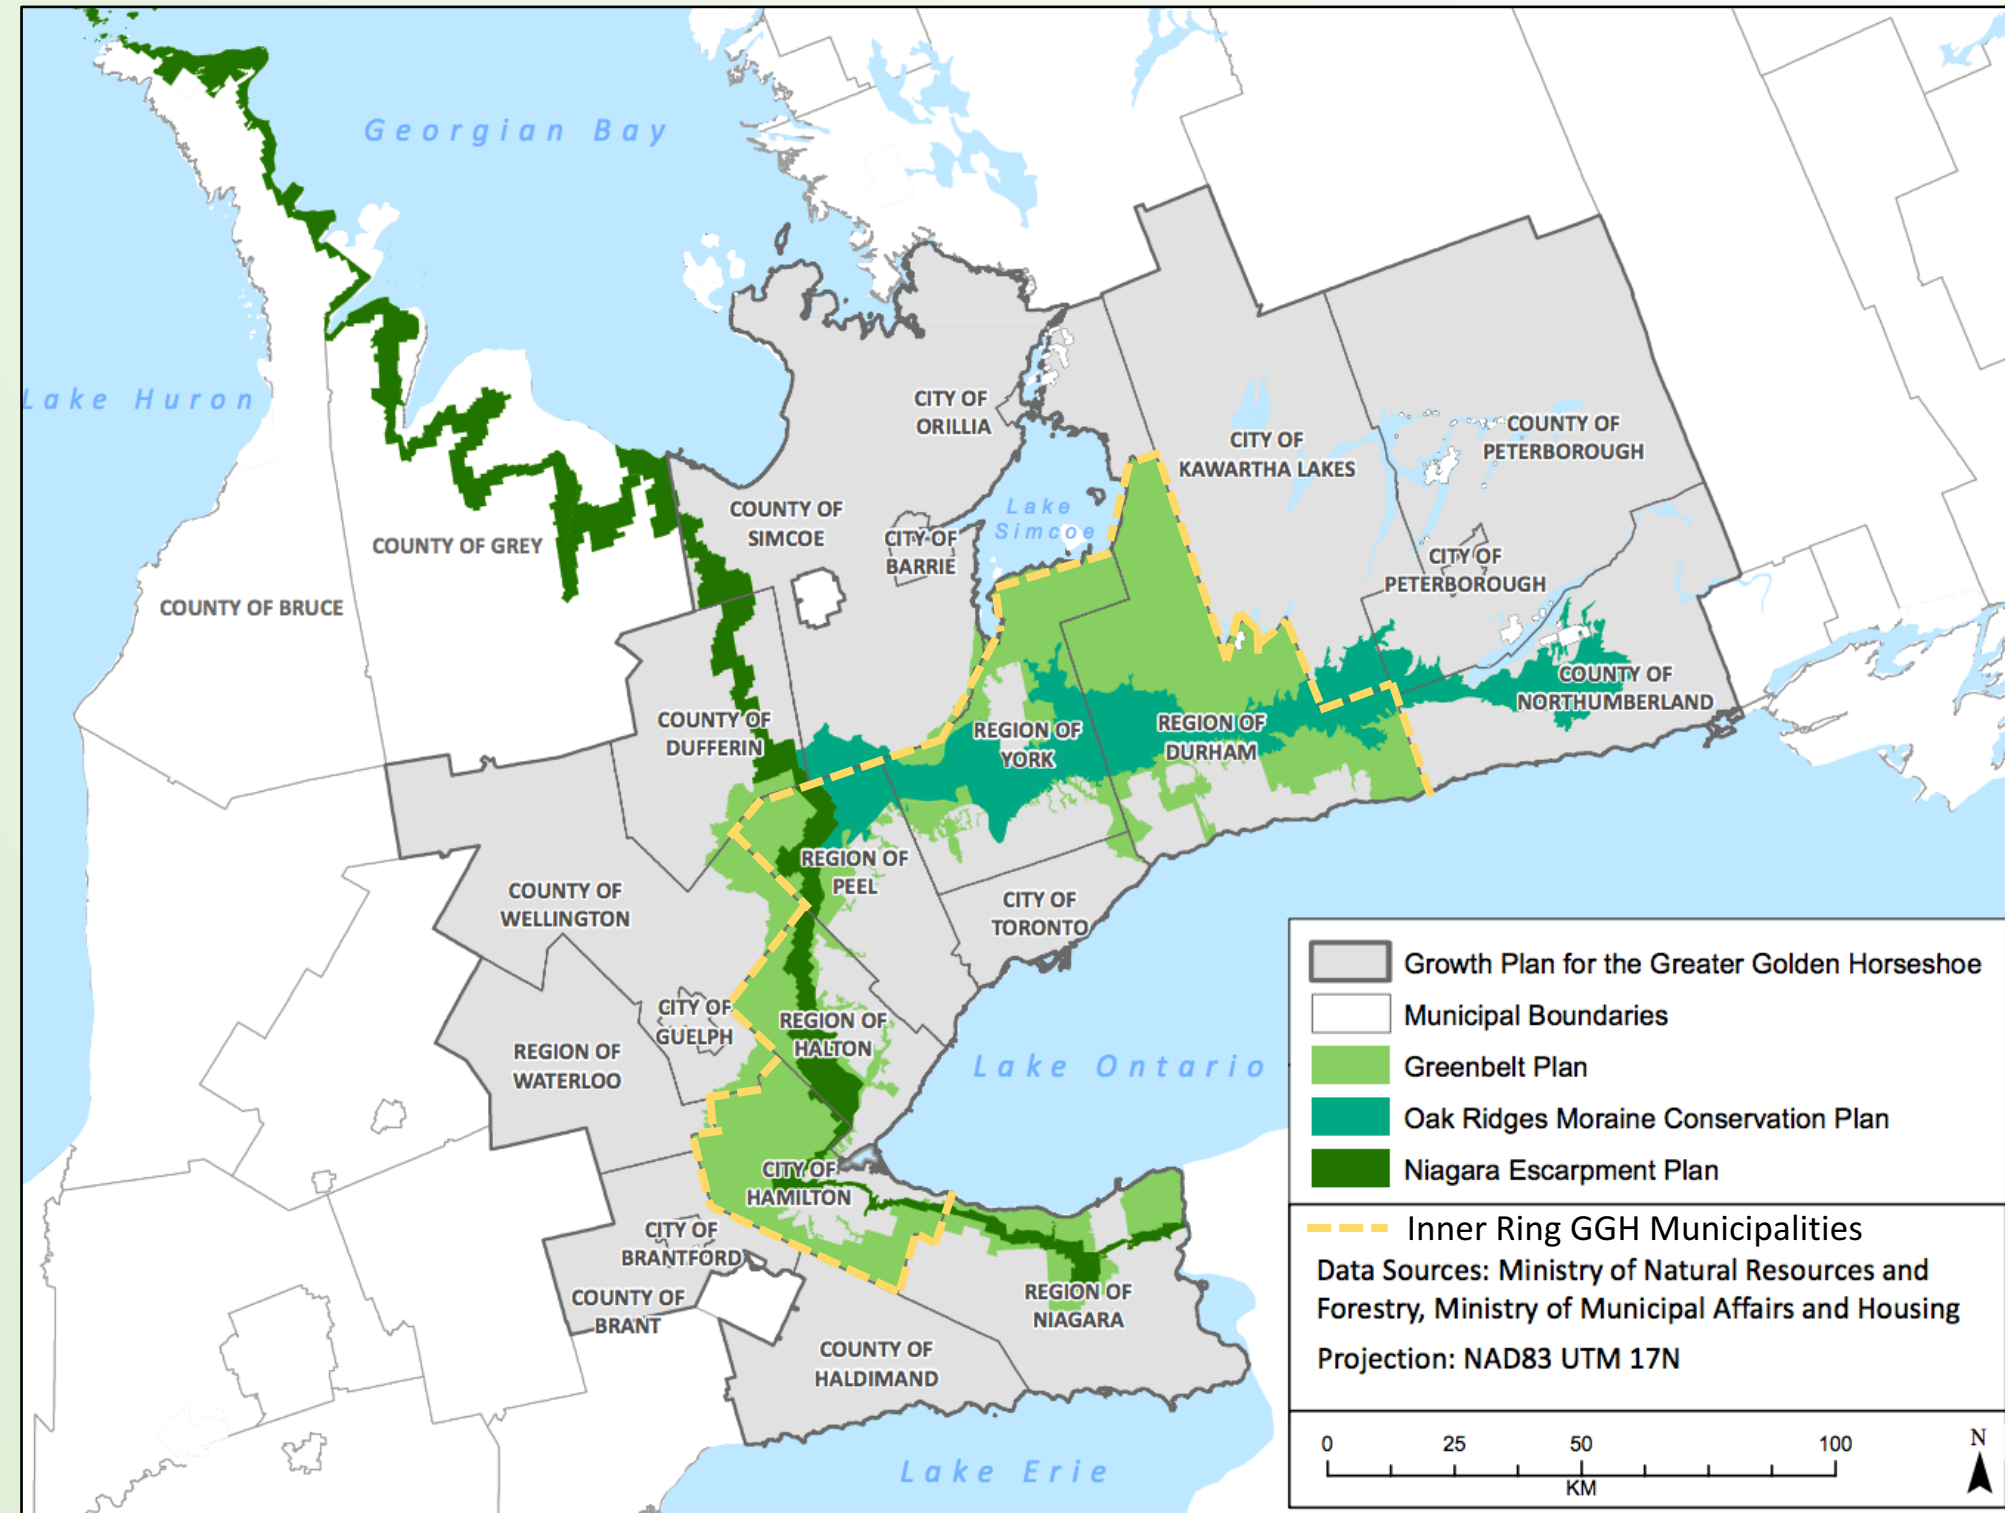 Georgian Bay
Lake Huron
CITY OF
ORILLIA
CITY OF
KAWARTHA LAKES
COUNTY OF
PETERBOROUGH
COUNTY OF
SIMCOE
Lake
Simcoe
COUNTY OF GREY
CITY OF
BARRIE
CITY OF
PETERBOROUGH
COUNTY OF BRUCE
COUNTY OF
NORTHUMBERLAND
COUNTY OF
DUFFERIN
REGION OF
YORK
REGION OF
DURHAM
REGION OF
PEEL
COUNTY OF
WELLINGTON
CITY OF
TORONTO
CITY OF
GUELPH
REGION OF
HALTON
REGION OF
WATERLOO
Lake Ontario
CITY OF
HAMILTON
CITY OF
BRANTFORD
COUNTY OF
BRANT
REGION OF
NIAGARA
COUNTY OF
HALDIMAND
Lake Erie
Growth Plan for the Greater Golden Horseshoe
Municipal Boundaries
Greenbelt Plan
Oak Ridges Moraine Conservation Plan
Niagara Escarpment Plan
Inner Ring GGH Municipalities
Data Sources: Ministry of Natural Resources and
Forestry, Ministry of Municipal Affairs and Housing
Projection: NAD83 UTM 17N
0 25 50 100
KM
N